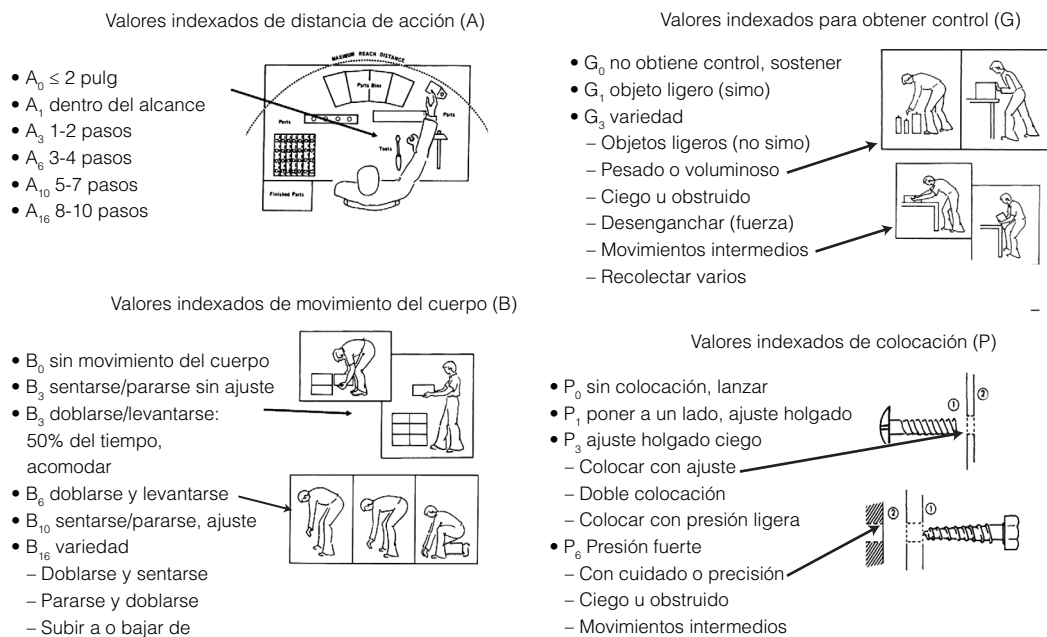 Valores indexados de distancia de acción (A)
• A₀ ≤ 2 pulg
• A₁ dentro del alcance
• A₃ 1-2 pasos
• A₆ 3-4 pasos
• A₁₀ 5-7 pasos
• A₁₆ 8-10 pasos
MAXIMUM REACH DISTANCE
Parts Bins
Parts
Parts
Tools
Finished Parts
Valores indexados para obtener control (G)
• G₀ no obtiene control, sostener
• G₁ objeto ligero (simo)
• G₃ variedad
– Objetos ligeros (no simo)
– Pesado o voluminoso
– Ciego u obstruido
– Desenganchar (fuerza)
– Movimientos intermedios
– Recolectar varios
–
Valores indexados de movimiento del cuerpo (B)
• B₀ sin movimiento del cuerpo
• B₃ sentarse/pararse sin ajuste
• B₃ doblarse/levantarse:
50% del tiempo,
acomodar
• B₆ doblarse y levantarse
• B₁₀ sentarse/pararse, ajuste
• B₁₆ variedad
– Doblarse y sentarse
– Pararse y doblarse
– Subir a o bajar de
Valores indexados de colocación (P)
• P₀ sin colocación, lanzar
• P₁ poner a un lado, ajuste holgado
• P₃ ajuste holgado ciego
– Colocar con ajuste
– Doble colocación
– Colocar con presión ligera
• P₆ Presión fuerte
– Con cuidado o precisión
– Ciego u obstruido
– Movimientos intermedios
① ②
② ①